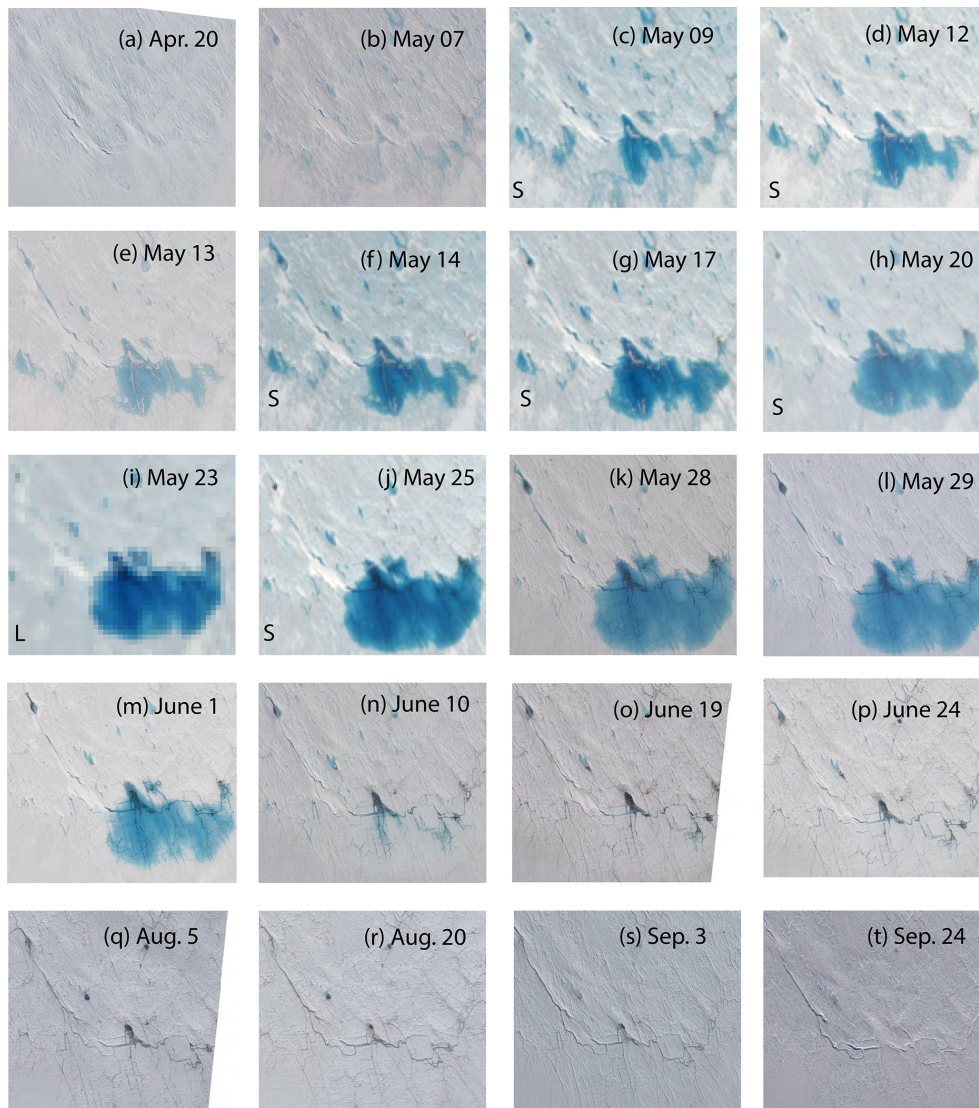 (a) Apr. 20
(b) May 07
(c) May 09
S
(d) May 12
S
(e) May 13
(f) May 14
S
(g) May 17
S
(h) May 20
S
(i) May 23
L
(j) May 25
S
(k) May 28
(l) May 29
(m) June 1
(n) June 10
(o) June 19
(p) June 24
(q) Aug. 5
(r) Aug. 20
(s) Sep. 3
(t) Sep. 24